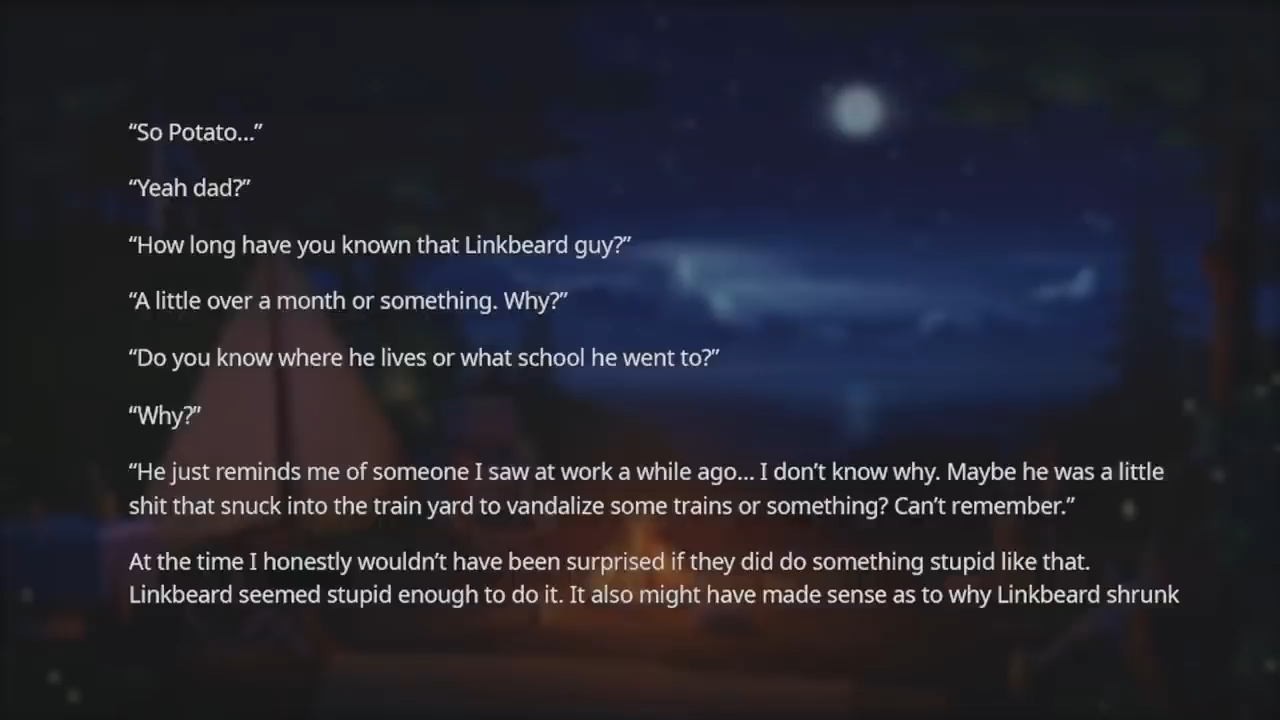 “So Potato...”
“Yeah dad?”
“How long have you known that Linkbeard guy?”
“A little over a month or something. Why?”
“Do you know where he lives or what school he went to?”
“Why?”
“He just reminds me of someone I saw at work a while ago... I don’t know why. Maybe he was a little
shit that snuck into the train yard to vandalize some trains or something? Can’t remember.”
At the time I honestly wouldn’t have been surprised if they did do something stupid like that.
Linkbeard seemed stupid enough to do it. It also might have made sense as to why Linkbeard shrunk